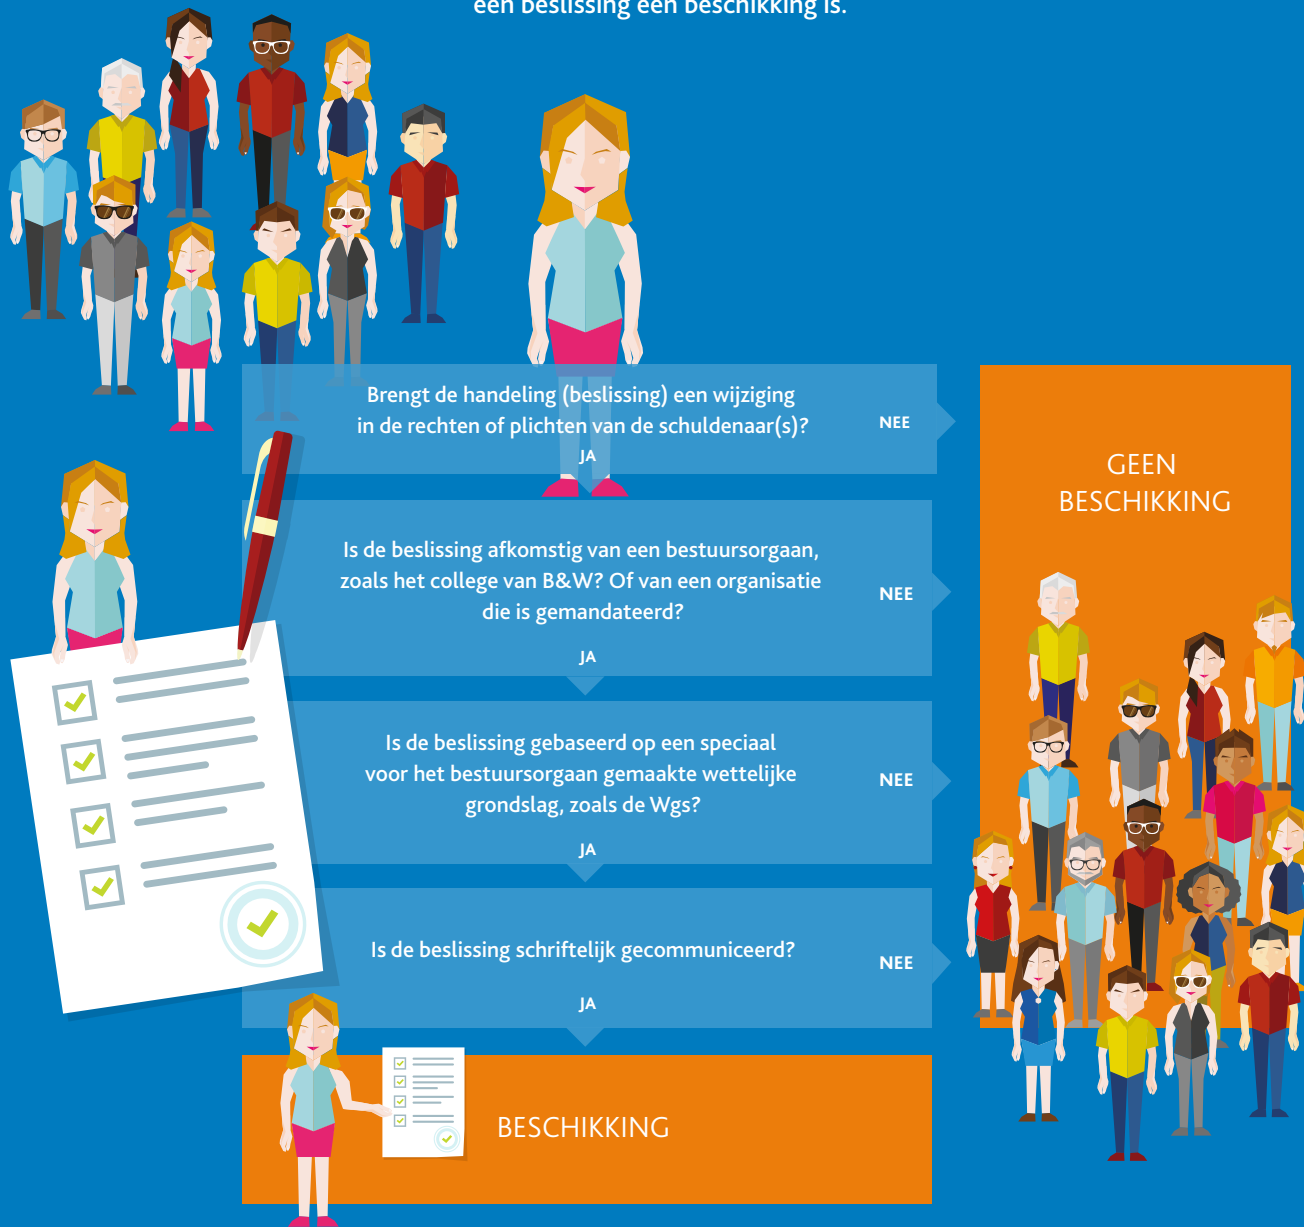 een beslissing een beschikking is.
Brengt de handeling (beslissing) een wijziging
in de rechten of plichten van de schuldenaar(s)?
NEE
JA
Is de beslissing afkomstig van een bestuursorgaan,
zoals het college van B&W? Of van een organisatie
die is gemandateerd?
NEE
JA
Is de beslissing gebaseerd op een speciaal
voor het bestuursorgaan gemaakte wettelijke
grondslag, zoals de Wgs?
NEE
JA
Is de beslissing schriftelijk gecommuniceerd?
NEE
JA
GEEN
BESCHIKKING
BESCHIKKING